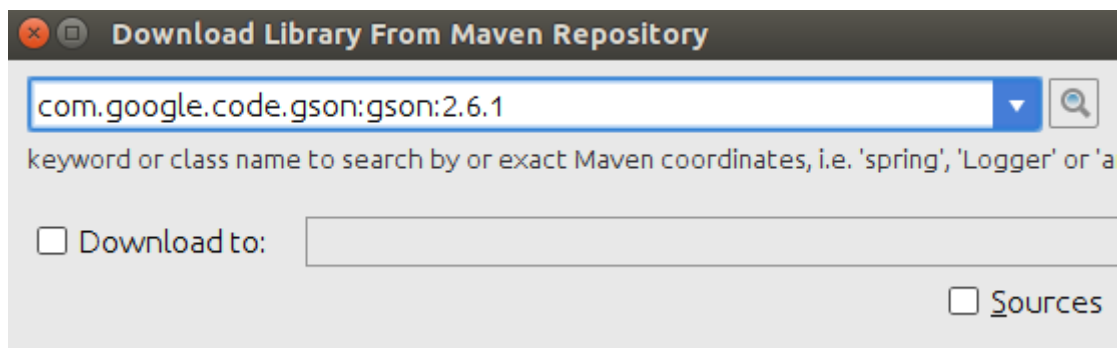 Download Library From Maven Repository
com.google.code.gson:gson:2.6.1
keyword or class name to search by or exact Maven coordinates, i.e. 'spring', 'Logger' or 'a
Download to:
Sources